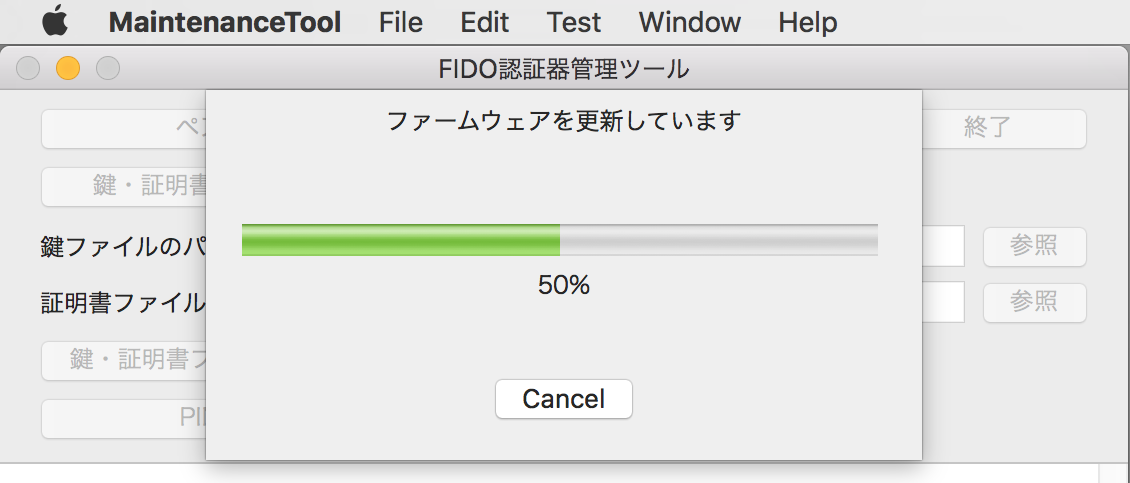 MaintenanceTool File Edit Test Window Help
FIDO認証器管理ツール
ファームウェアを更新しています
終了
鍵・証明書
鍵ファイルのパ
参照
50%
証明書ファイル
参照
鍵・証明書
Cancel